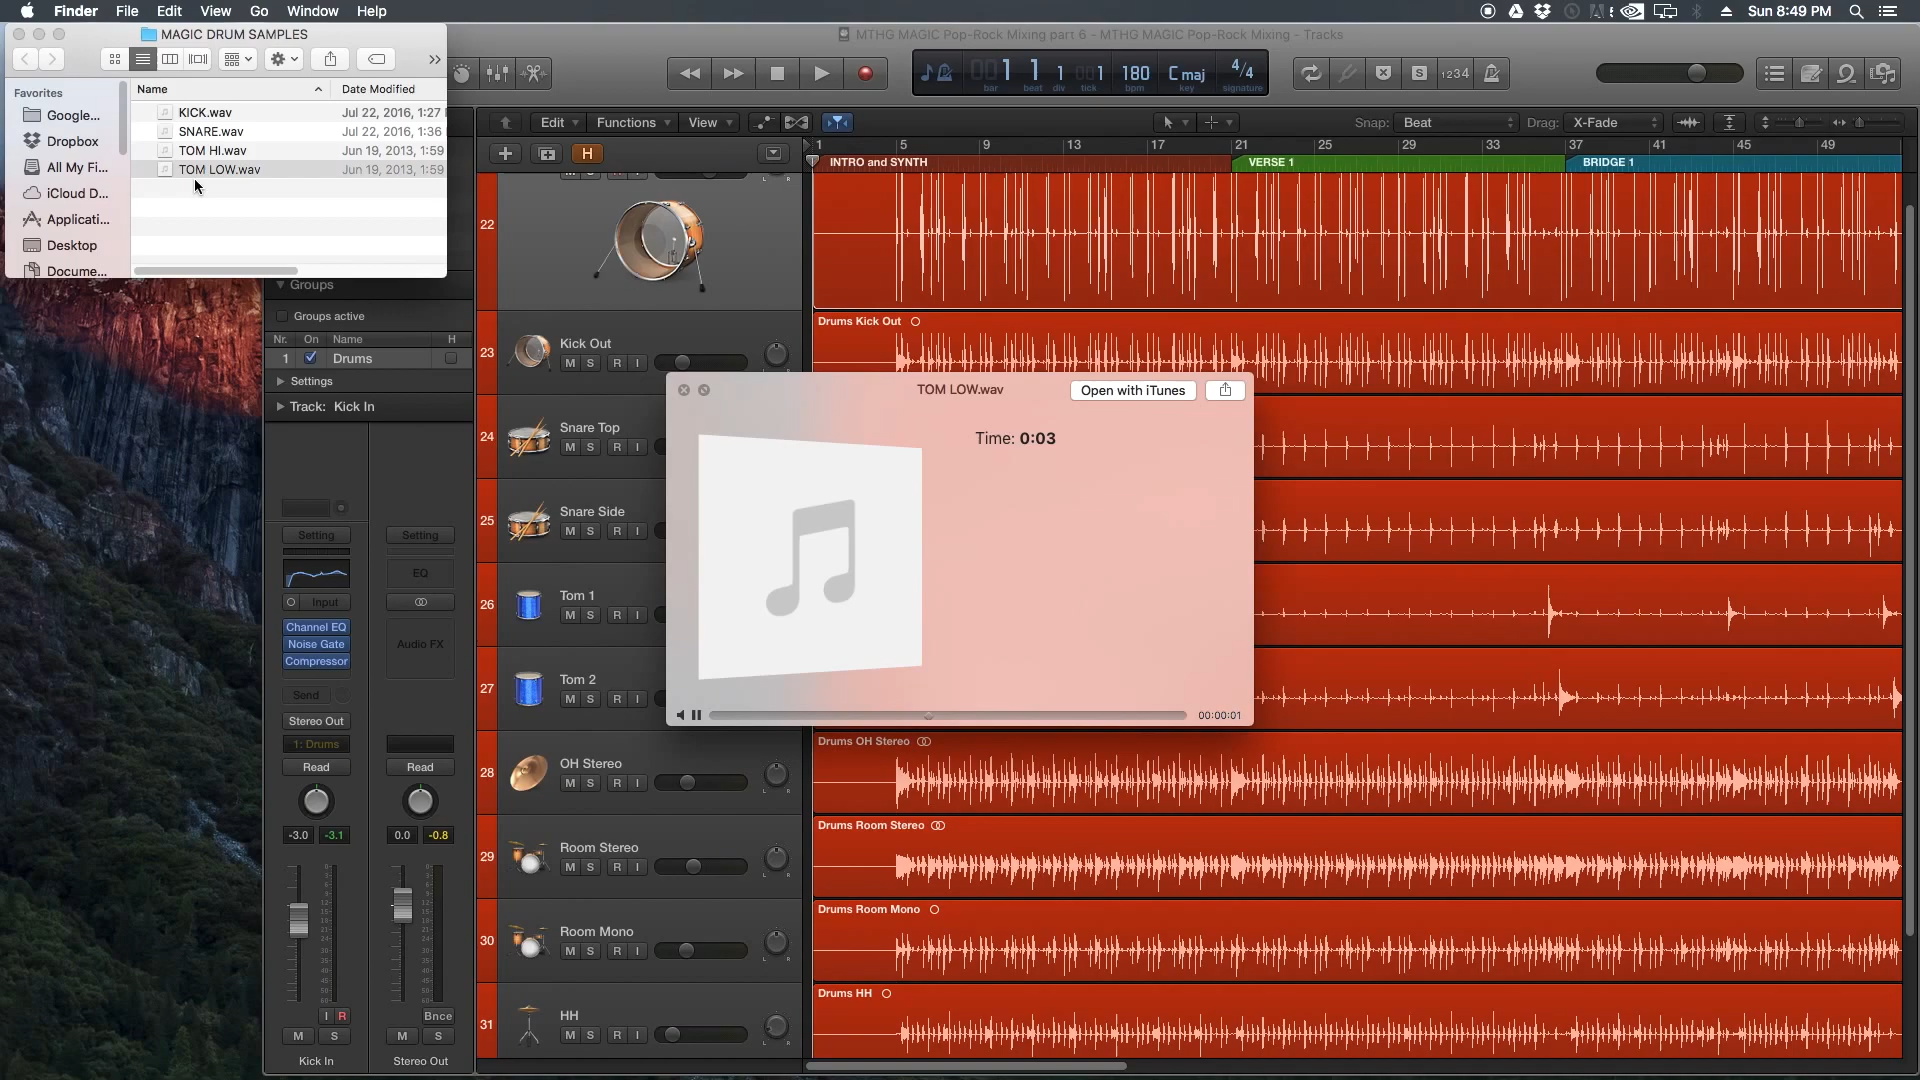 Finder File Edit View Go Window Help
Sun 8:49 PM
MAGIC DRUM SAMPLES
MTHG MAGIC Pop-Rock Mixing part 6 - MTHG MAGIC Pop-Rock Mixing - Tracks
Favorites
Google...
Dropbox
All My Fi...
iCloud D...
Applicati...
Desktop
Docume...
Name Date Modified
KICK.wav Jul 22, 2016, 1:27
SNARE.wav Jul 22, 2016, 1:36
TOM HI.wav Jun 19, 2013, 1:59
TOM LOW.wav Jun 19, 2013, 1:59
1 1 1 1 180 C maj 4/4
bar beat div tick bpm key signature
S 1234
Edit Functions View
Snap: Beat Drag: X-Fade
H
1 5 9 13 17 21 25 29 33 37 41 45 49
INTRO and SYNTH VERSE 1 BRIDGE 1
Groups
Groups active
Nr. On Name H
1 Drums
Settings
Track: Kick In
Setting Setting
EQ
Input
Channel EQ
Noise Gate
Compressor
Audio FX
Send
Stereo Out
1: Drums
Read Read
-3.0 -3.1 0.0 -0.8
I R Bnce
M S M S
Kick In Stereo Out
22
23 Kick Out
M S R I
Drums Kick Out
24 Snare Top
M S R I
25 Snare Side
M S R I
26 Tom 1
M S R I
27 Tom 2
M S R I
28 OH Stereo
M S R I
Drums OH Stereo
29 Room Stereo
M S R I
Drums Room Stereo
30 Room Mono
M S R I
Drums Room Mono
31 HH
M S R I
Drums HH
TOM LOW.wav
Open with iTunes
Time: 0:03
00:00:01